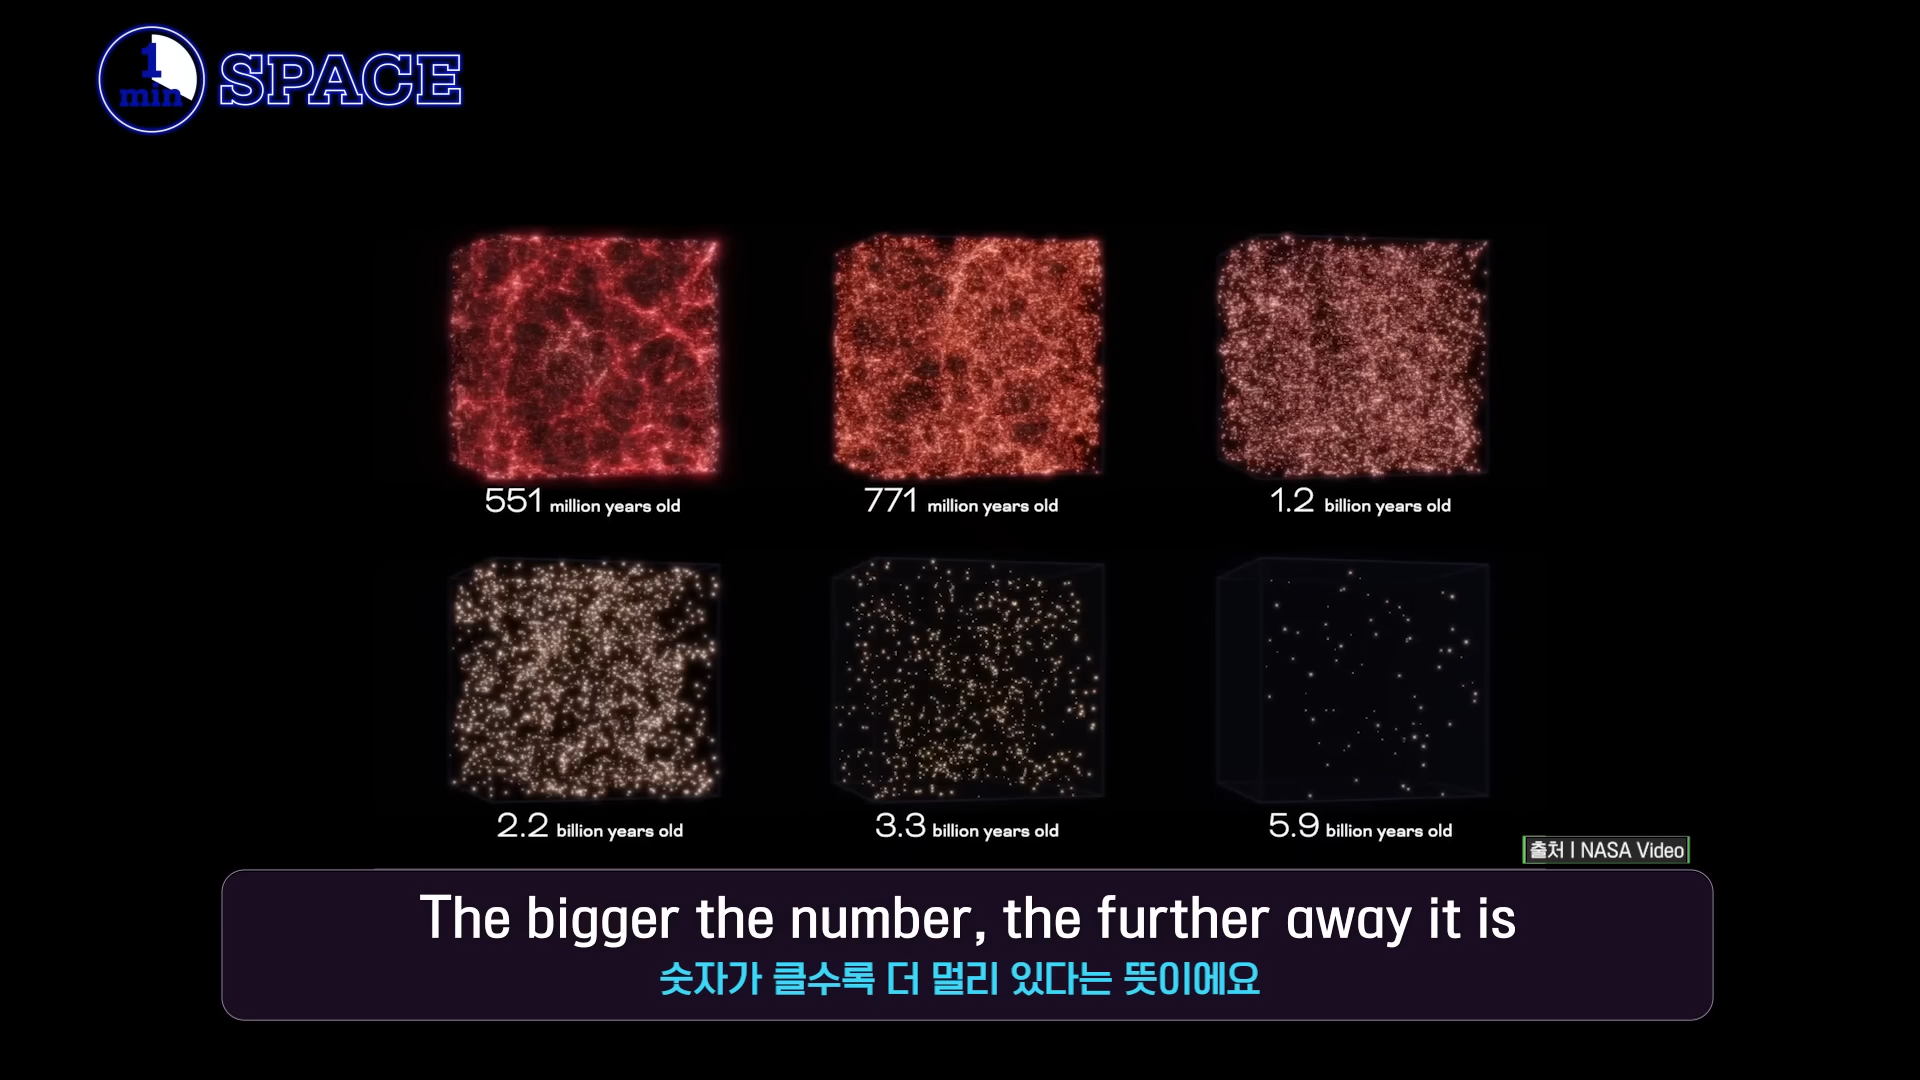 1
min
SPACE
551 million years old
771 million years old
1.2 billion years old
2.2 billion years old
3.3 billion years old
5.9 billion years old
출처 l NASA Video
The bigger the number, the further away it is
숫자가 클수록 더 멀리 있다는 뜻이에요